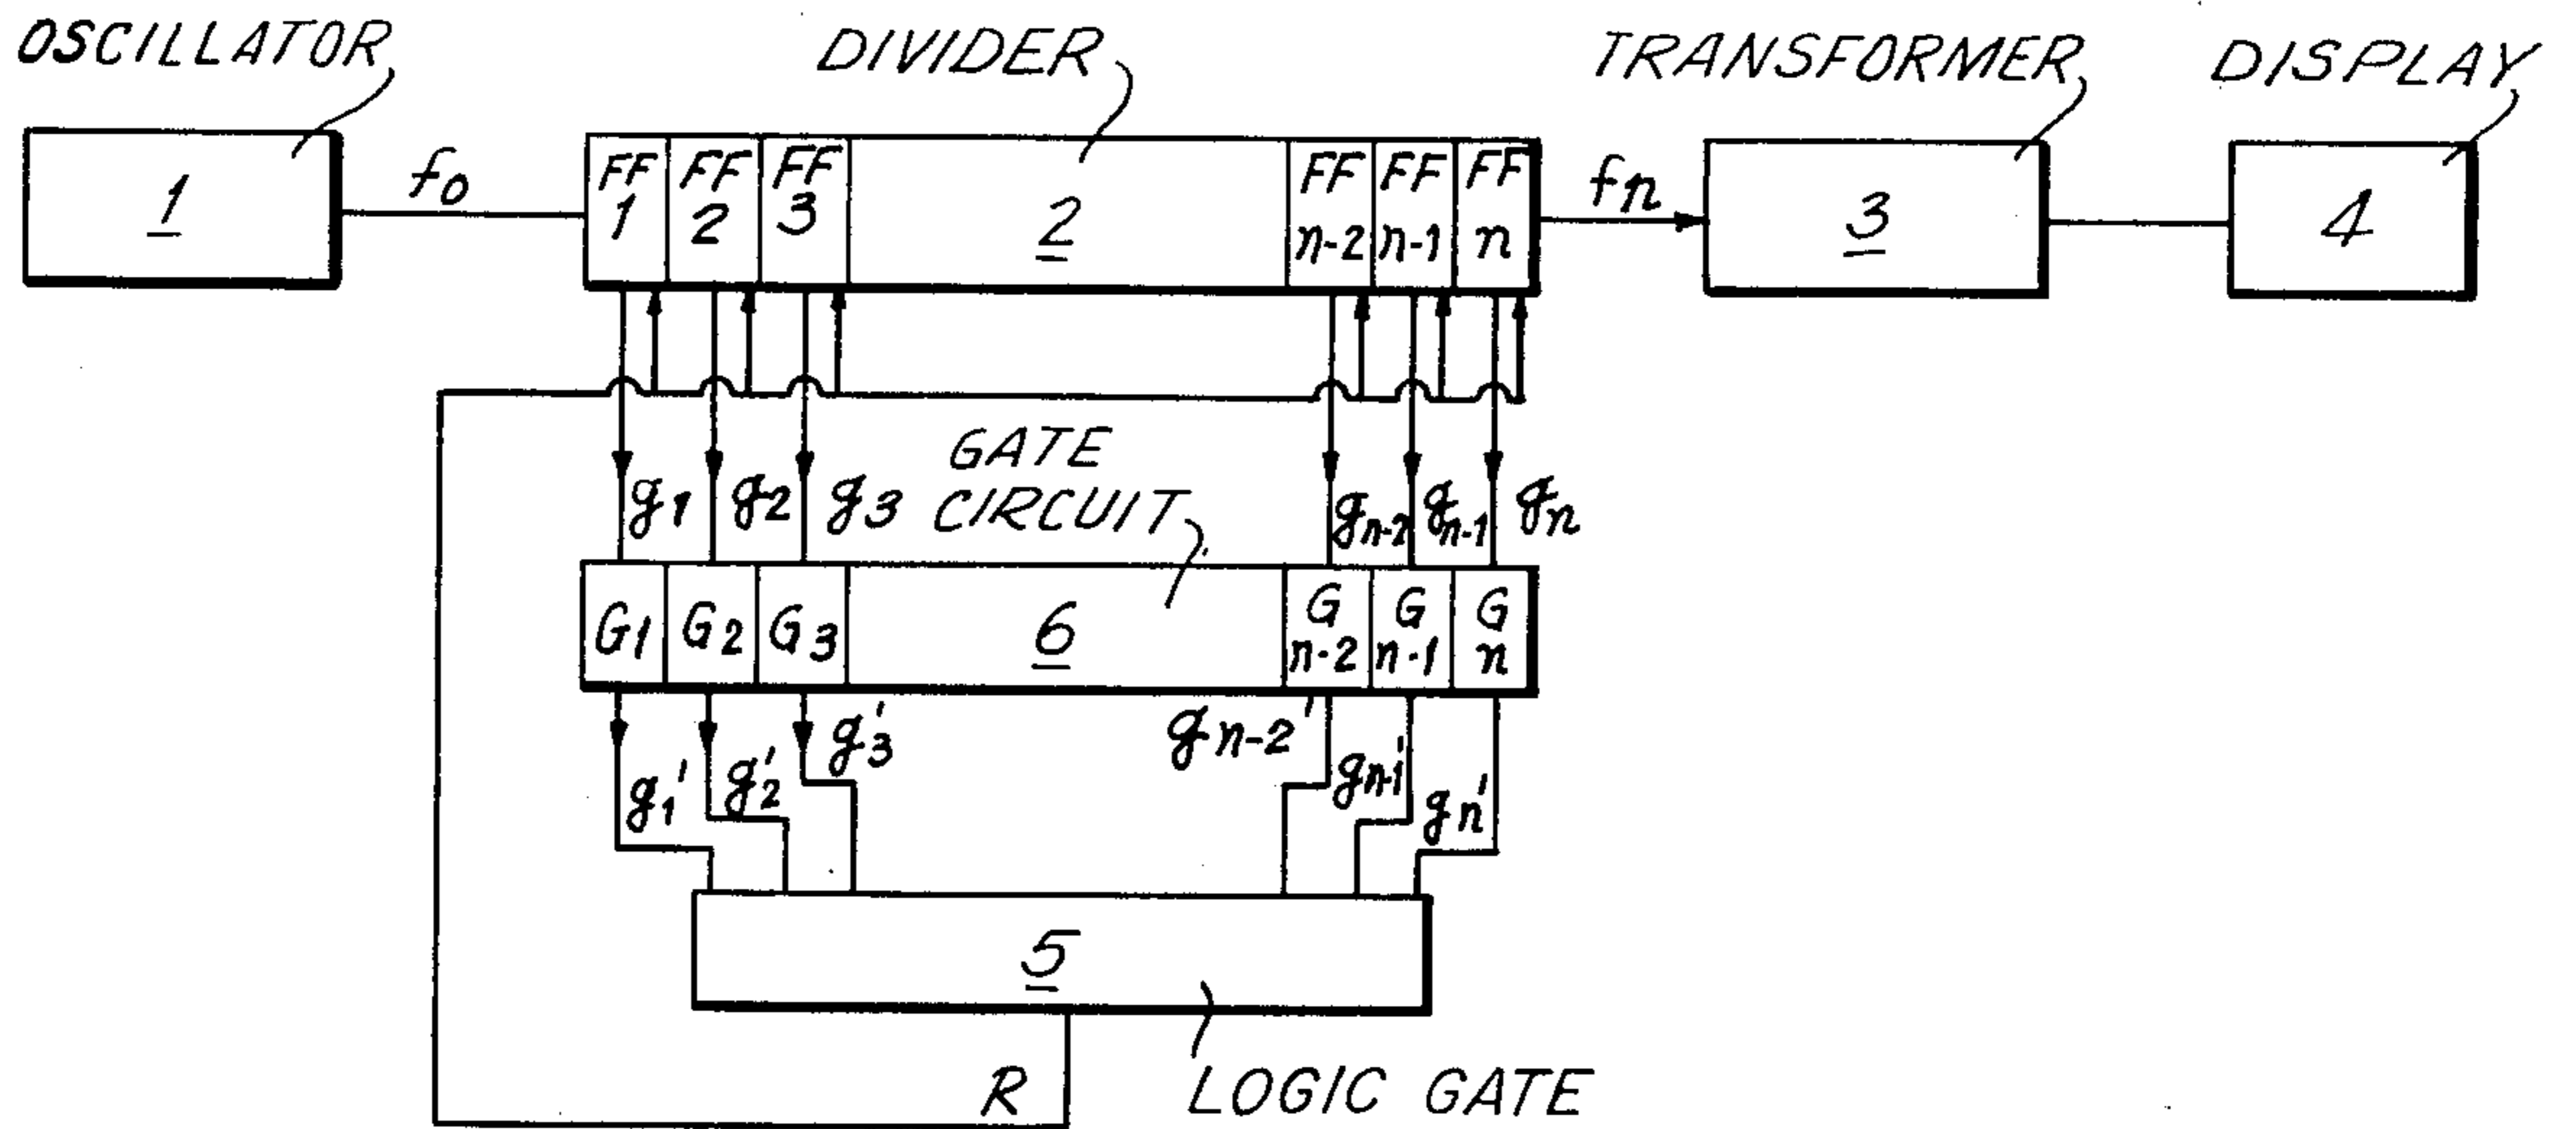 OSCILLATOR
DIVIDER
TRANSFORMER
DISPLAY
1
f0
FF 1
FF 2
FF 3
2
FF n-2
FF n-1
FF n
fn
3
4
GATE
CIRCUIT
g1
g2
g3
gn-2
gn-1
gn
G1
G2
G3
6
G n-2
G n-1
G n
g1'
g2'
g3'
gn-2'
gn-1'
gn'
5
R
LOGIC GATE